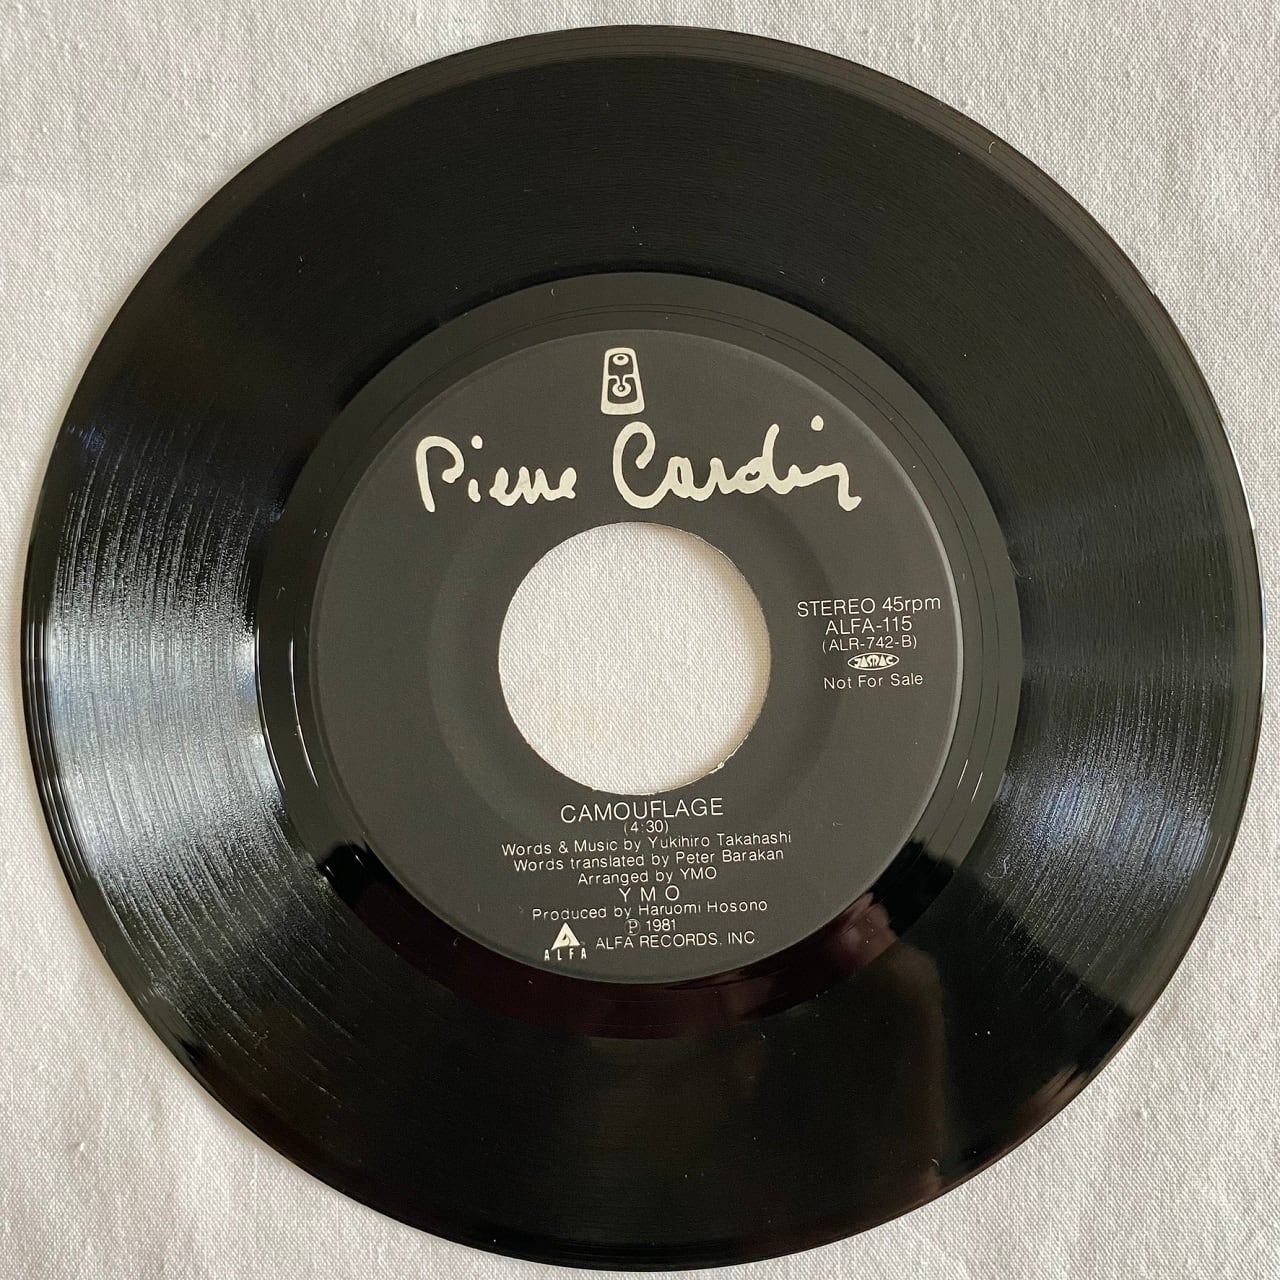 Pierre Cardin
STEREO 45rpm
ALFA-115
(ALR-742-B)
JASRAC
Not For Sale
CAMOUFLAGE
(4:30)
Words & Music by Yukihiro Takahashi
Words translated by Peter Barakan
Arranged by YMO
Y M O
Produced by Haruomi Hosono
℗ 1981
ALFA
ALFA RECORDS, INC.